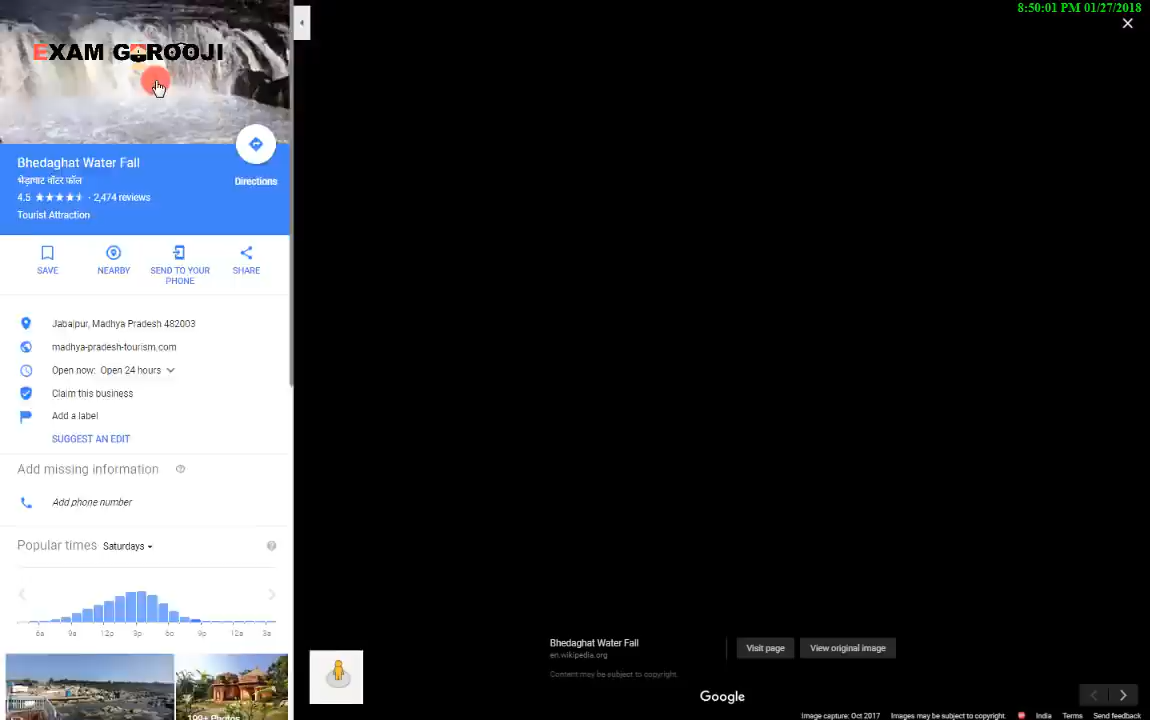 8:50:01 PM 01/27/2018
EXAM GUROOJI
Bhedaghat Water Fall
भेड़ाघाट वॉटर फॉल
4.5 · 2,474 reviews
Tourist Attraction
Directions
SAVE
NEARBY
SEND TO YOUR PHONE
SHARE
Jabalpur, Madhya Pradesh 482003
madhya-pradesh-tourism.com
Open now: Open 24 hours
Claim this business
Add a label
SUGGEST AN EDIT
Add missing information
Add phone number
Popular times Saturdays
6a 9a 12p 3p 6p 9p 12a 3a
199+ Photos
Bhedaghat Water Fall
en.wikipedia.org
Content may be subject to copyright.
Visit page
View original image
Google
Image capture: Oct 2017 Images may be subject to copyright. India Terms Send feedback